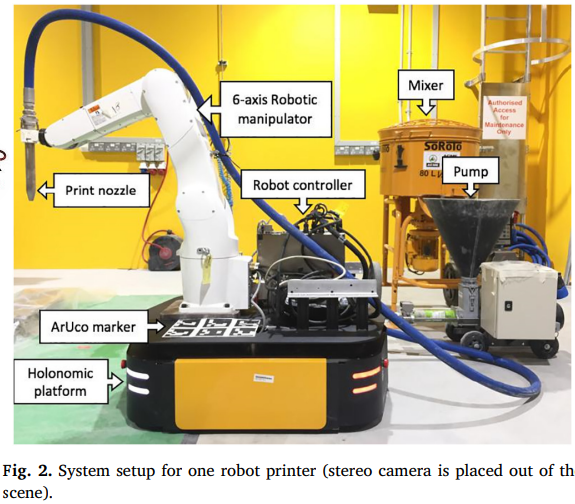 Mixer
6-axis Robotic
manipulator
Authorised
Access
for
Maintenance
Only
SoRoTo
80 L
Pump
Print nozzle
Robot controller
ArUco marker
Holonomic
platform
Fig. 2. System setup for one robot printer (stereo camera is placed out of th
scene).